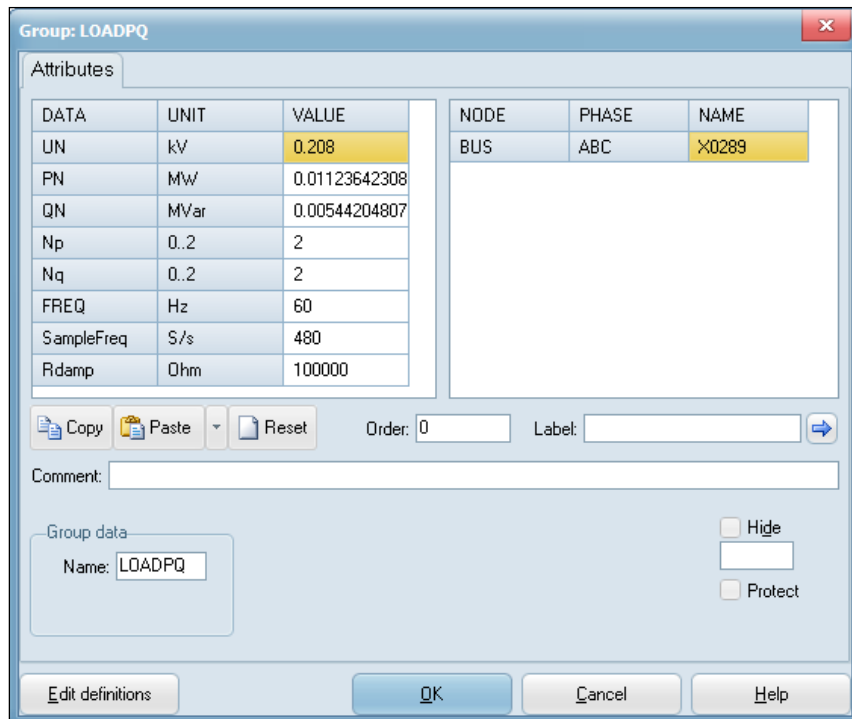 Group: LOADPQ
Attributes
DATA UNIT VALUE
UN kV 0.208
PN MW 0.01123642308
QN MVar 0.00544204807
Np 0..2 2
Nq 0..2 2
FREQ Hz 60
SampleFreq S/s 480
Rdamp Ohm 100000
NODE PHASE NAME
BUS ABC X0289
Copy Paste Reset Order: 0 Label:
Comment:
Group data
Name: LOADPQ
Hide
Protect
Edit definitions OK Cancel Help